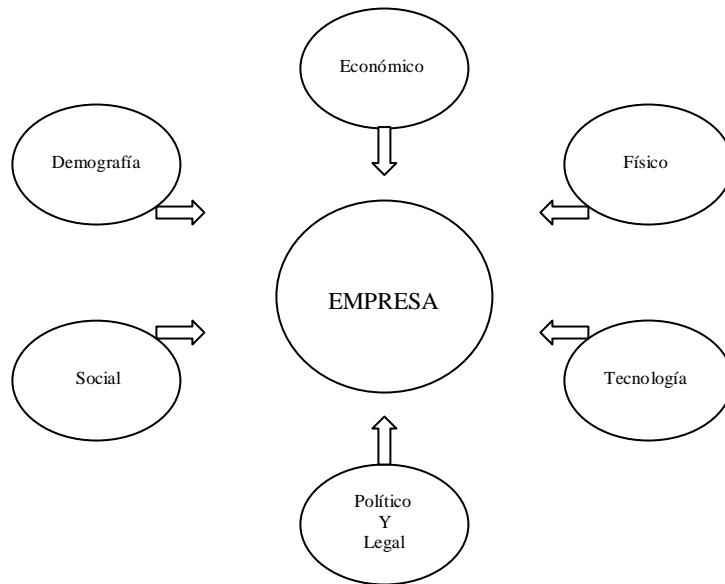 Económico
Demografía
Físico
EMPRESA
Social
Tecnología
Político
Y
Legal